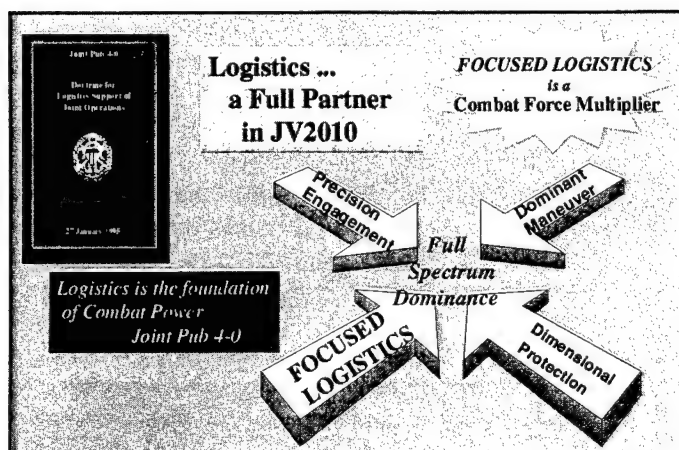 Joint Pub 4-0
Doctrine for
Logistics Support of
Joint Operations
27 January 1995
Logistics ...
a Full Partner
in JV2010
FOCUSED LOGISTICS
is a
Combat Force Multiplier
Precision
Engagement
Dominant
Maneuver
Full
Spectrum
Dominance
Logistics is the foundation
of Combat Power
Joint Pub 4-0
FOCUSED
LOGISTICS
Dimensional
Protection